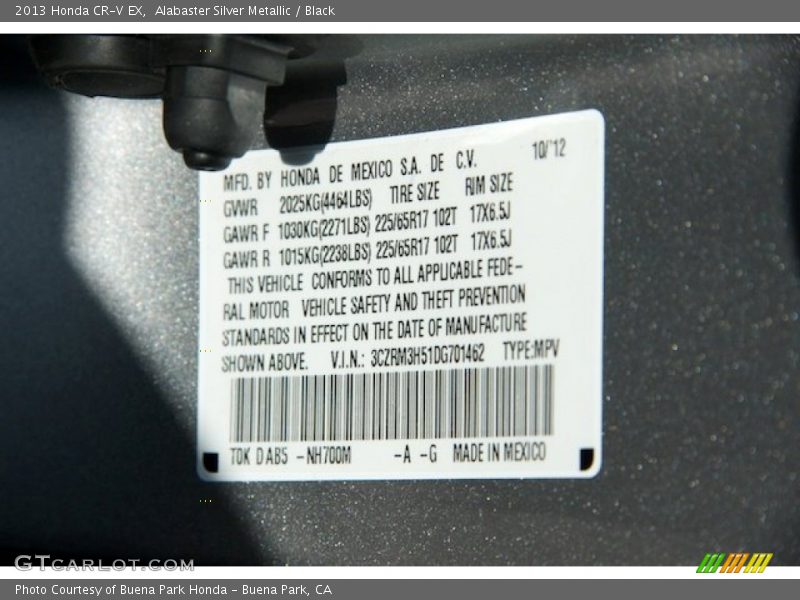 2013 Honda CR-V EX,  Alabaster Silver Metallic / Black
10/'12
MFD. BY HONDA DE MEXICO S.A. DE C.V.
GVWR 2025KG(4464LBS) TIRE SIZE RIM SIZE
GAWR F 1030KG(2271LBS) 225/65R17 102T 17X6.5J
GAWR R 1015KG(2238LBS) 225/65R17 102T 17X6.5J
THIS VEHICLE CONFORMS TO ALL APPLICABLE FEDE-
RAL MOTOR VEHICLE SAFETY AND THEFT PREVENTION
STANDARDS IN EFFECT ON THE DATE OF MANUFACTURE
SHOWN ABOVE. V.I.N.: 3CZRM3H51DG701462 TYPE:MPV
T0K D AB5 -NH700M -A -G MADE IN MEXICO
GTcarlot.com
Photo Courtesy of Buena Park Honda - Buena Park, CA